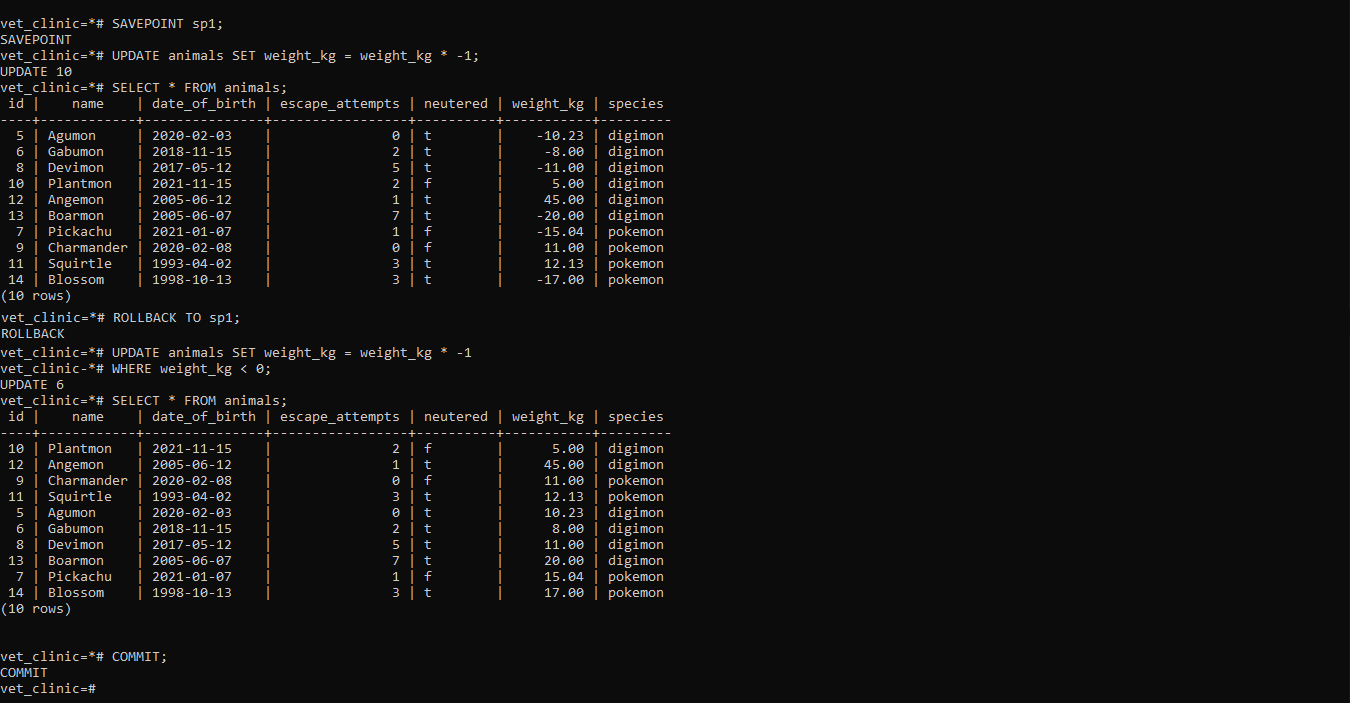 vet_clinic=*# SAVEPOINT sp1;
SAVEPOINT
vet_clinic=*# UPDATE animals SET weight_kg = weight_kg * -1;
UPDATE 10
vet_clinic=*# SELECT * FROM animals;
 id |    name    | date_of_birth | escape_attempts | neutered | weight_kg | species
----+------------+---------------+-----------------+----------+-----------+---------
  5 | Agumon     | 2020-02-03    |               0 | t        |    -10.23 | digimon
  6 | Gabumon    | 2018-11-15    |               2 | t        |     -8.00 | digimon
  8 | Devimon    | 2017-05-12    |               5 | t        |    -11.00 | digimon
 10 | Plantmon   | 2021-11-15    |               2 | f        |      5.00 | digimon
 12 | Angemon    | 2005-06-12    |               1 | t        |     45.00 | digimon
 13 | Boarmon    | 2005-06-07    |               7 | t        |    -20.00 | digimon
  7 | Pickachu   | 2021-01-07    |               1 | f        |    -15.04 | pokemon
  9 | Charmander | 2020-02-08    |               0 | f        |     11.00 | pokemon
 11 | Squirtle   | 1993-04-02    |               3 | t        |     12.13 | pokemon
 14 | Blossom    | 1998-10-13    |               3 | t        |    -17.00 | pokemon
(10 rows)
vet_clinic=*# ROLLBACK TO sp1;
ROLLBACK
vet_clinic=*# UPDATE animals SET weight_kg = weight_kg * -1
vet_clinic-*# WHERE weight_kg < 0;
UPDATE 6
vet_clinic=*# SELECT * FROM animals;
 id |    name    | date_of_birth | escape_attempts | neutered | weight_kg | species
----+------------+---------------+-----------------+----------+-----------+---------
 10 | Plantmon   | 2021-11-15    |               2 | f        |      5.00 | digimon
 12 | Angemon    | 2005-06-12    |               1 | t        |     45.00 | digimon
  9 | Charmander | 2020-02-08    |               0 | f        |     11.00 | pokemon
 11 | Squirtle   | 1993-04-02    |               3 | t        |     12.13 | pokemon
  5 | Agumon     | 2020-02-03    |               0 | t        |     10.23 | digimon
  6 | Gabumon    | 2018-11-15    |               2 | t        |      8.00 | digimon
  8 | Devimon    | 2017-05-12    |               5 | t        |     11.00 | digimon
 13 | Boarmon    | 2005-06-07    |               7 | t        |     20.00 | digimon
  7 | Pickachu   | 2021-01-07    |               1 | f        |     15.04 | pokemon
 14 | Blossom    | 1998-10-13    |               3 | t        |     17.00 | pokemon
(10 rows)
vet_clinic=*# COMMIT;
COMMIT
vet_clinic=#